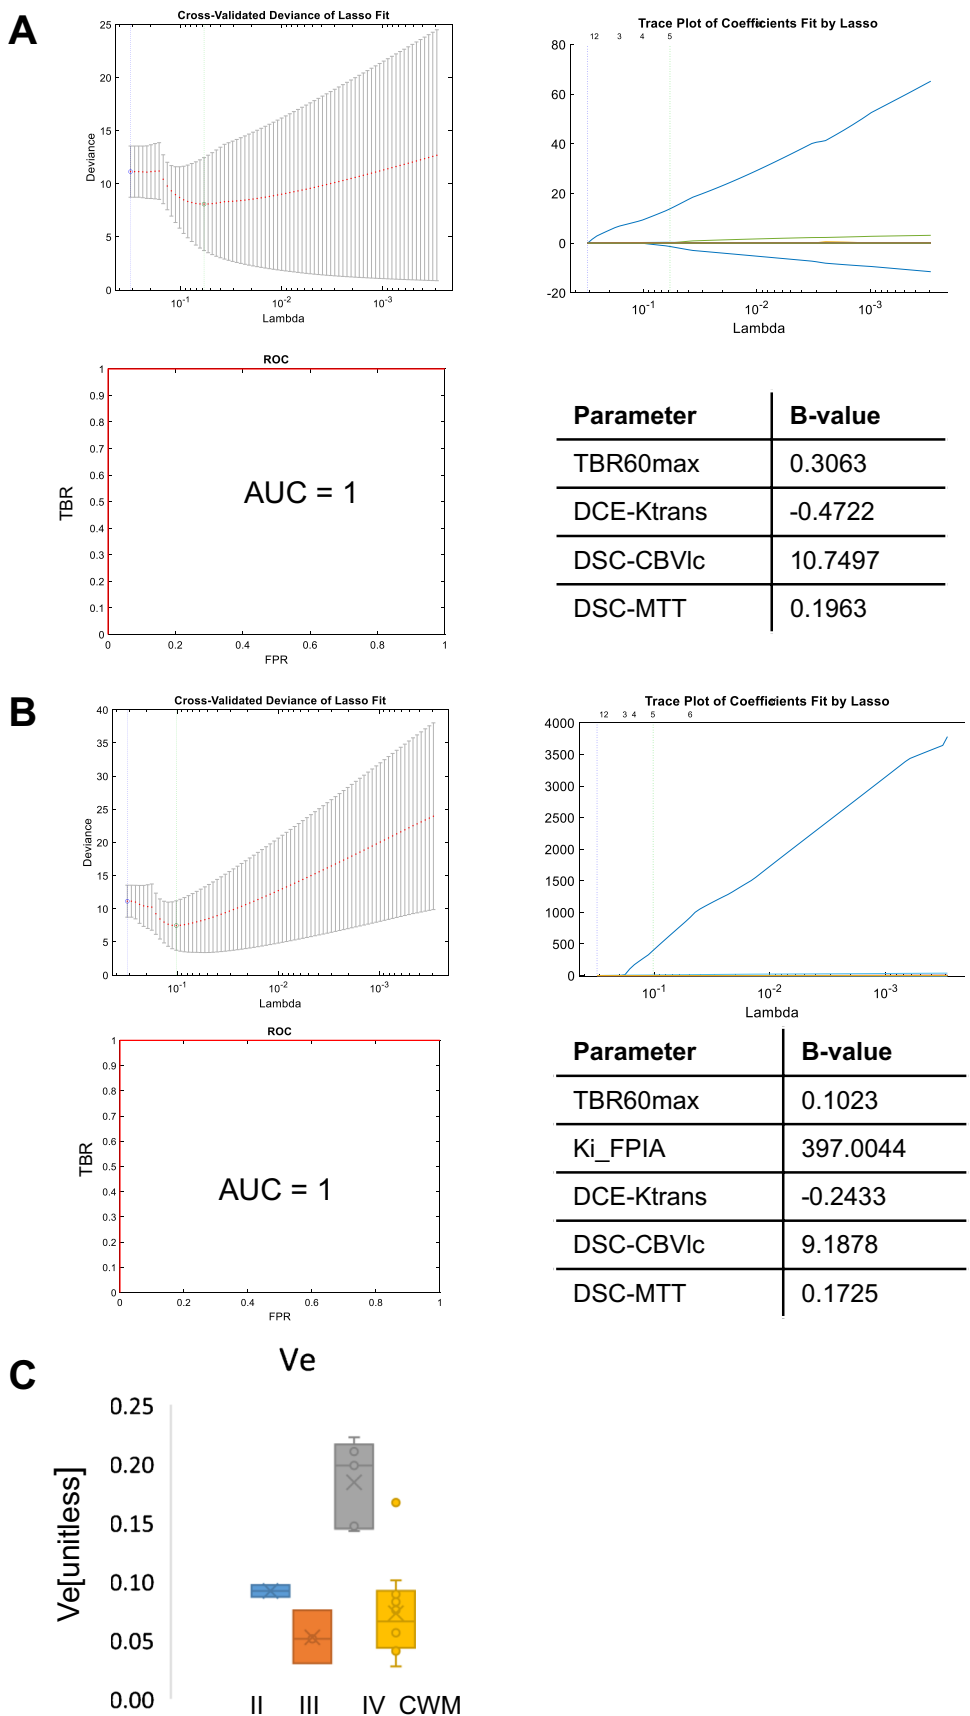 A
Cross-Validated Deviance of Lasso Fit
25
20
15
10
5
0
Deviance
10-1
10-2
10-3
Lambda
Trace Plot of Coefficients Fit by Lasso
12 3 4 5
80
60
40
20
0
-20
10-1
10-2
10-3
Lambda
ROC
1
0.9
0.8
0.7
0.6
0.5
0.4
0.3
0.2
0.1
0
TBR
AUC = 1
0 0.2 0.4 0.6 0.8 1
FPR
Parameter B-value
TBR60max 0.3063
DCE-Ktrans -0.4722
DSC-CBVlc 10.7497
DSC-MTT 0.1963
B
Cross-Validated Deviance of Lasso Fit
40
35
30
25
20
15
10
5
0
Deviance
10-1
10-2
10-3
Lambda
Trace Plot of Coefficients Fit by Lasso
12 3 4 5 6
4000
3500
3000
2500
2000
1500
1000
500
0
10-1
10-2
10-3
Lambda
ROC
1
0.9
0.8
0.7
0.6
0.5
0.4
0.3
0.2
0.1
0
TBR
AUC = 1
0 0.2 0.4 0.6 0.8 1
FPR
Parameter B-value
TBR60max 0.1023
Ki_FPIA 397.0044
DCE-Ktrans -0.2433
DSC-CBVlc 9.1878
DSC-MTT 0.1725
C
Ve
0.25
0.20
0.15
0.10
0.05
0.00
Ve[unitless]
II III IV CWM